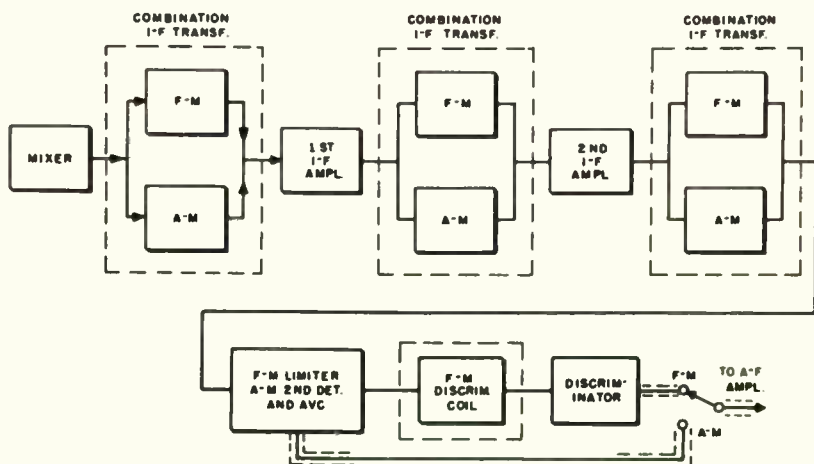 COMBINATION
I-F TRANSF.
COMBINATION
I-F TRANSF.
COMBINATION
I-F TRANSF.
MIXER
F-M
A-M
1 ST
I-F
AMPL.
F-M
A-M
2 ND
I-F
AMPL.
F-M
A-M
F-M LIMITER
A-M 2ND DET.
AND AVC
F-M
DISCRIM.
COIL
DISCRIM-
INATOR
F-M
TO A-F
AMPL.
A-M